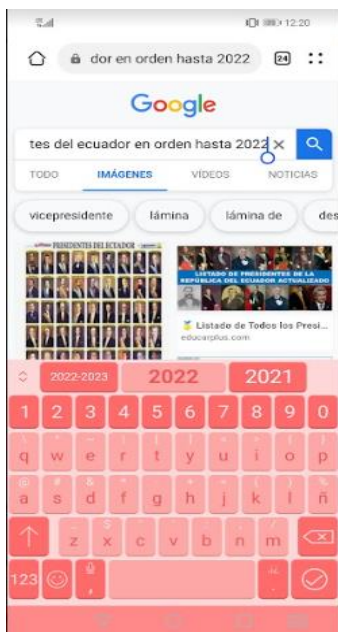 12:20
dor en orden hasta 2022 24
Google
tes del ecuador en orden hasta 2022
TODO IMÁGENES VÍDEOS NOTICIAS
vicepresidente lámina lámina de des
PRESIDENTES DEL ECUADOR
LISTADO DE PRESIDENTES DE LA
REPÚBLICA DEL ECUADOR ACTUALIZADO
Listado de Todos los Presi...
educarplus.com
2022-2023 2022 2021
1 2 3 4 5 6 7 8 9 0
q w e r t y u i o p
a s d f g h j k l ñ
z x c v b n m
123 , .